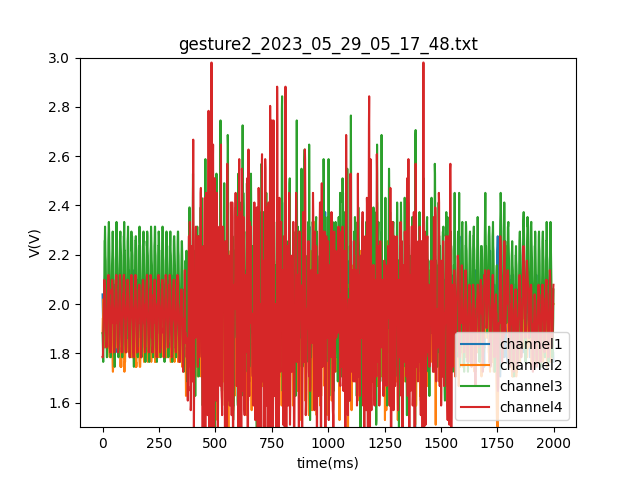 gesture2_2023_05_29_05_17_48.txt
3.0
2.8
2.6
2.4
2.2
2.0
1.8
1.6
V(V)
channel1
channel2
channel3
channel4
0 250 500 750 1000 1250 1500 1750 2000
time(ms)